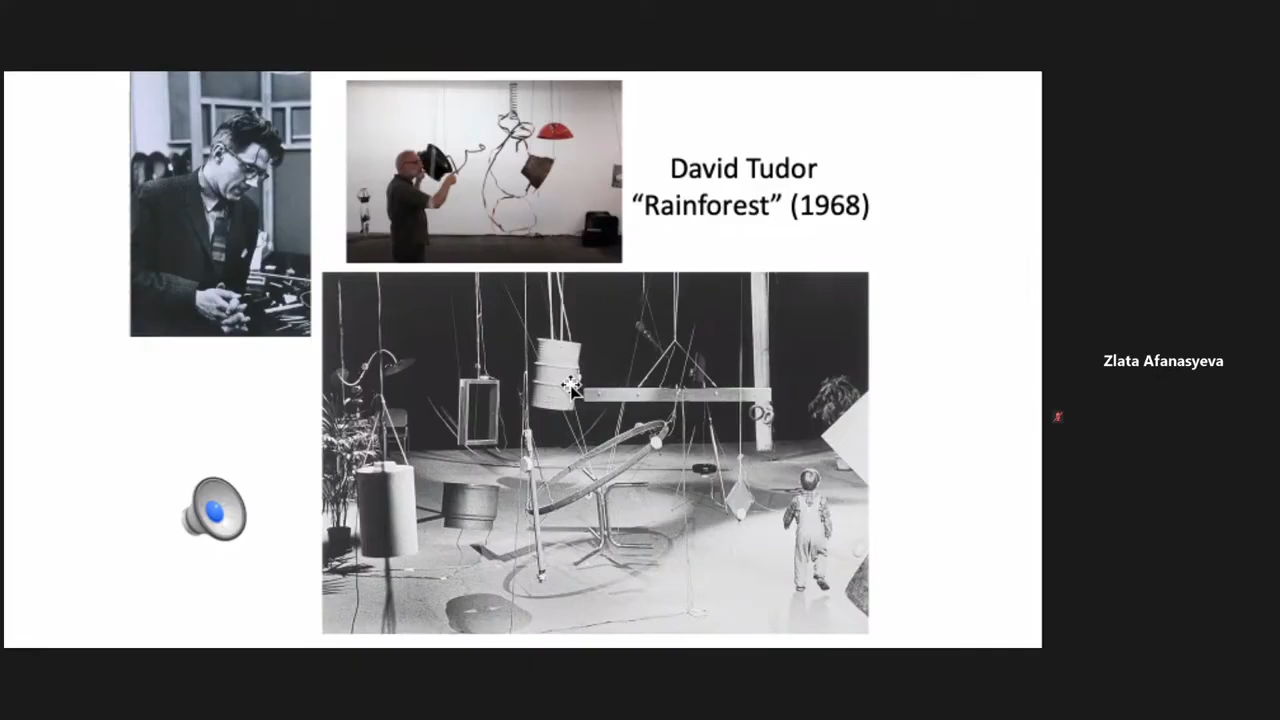 David Tudor
“Rainforest” (1968)
Zlata Afanasyeva